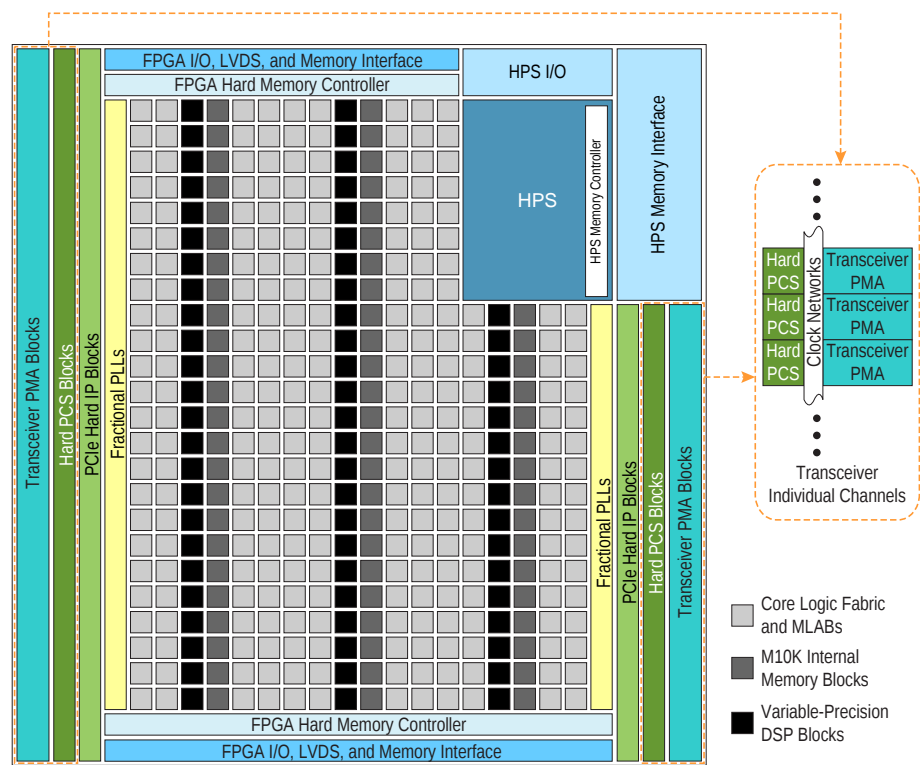 FPGA I/O, LVDS, and Memory Interface
FPGA Hard Memory Controller
HPS I/O
HPS
HPS Memory Controller
HPS Memory Interface
Transceiver PMA Blocks
Hard PCS Blocks
PCIe Hard IP Blocks
Fractional PLLs
Fractional PLLs
PCIe Hard IP Blocks
Hard PCS Blocks
Transceiver PMA Blocks
FPGA Hard Memory Controller
FPGA I/O, LVDS, and Memory Interface
Hard
PCS
Hard
PCS
Hard
PCS
Clock Networks
Transceiver
PMA
Transceiver
PMA
Transceiver
PMA
Transceiver
Individual Channels
Core Logic Fabric
and MLABs
M10K Internal
Memory Blocks
Variable-Precision
DSP Blocks